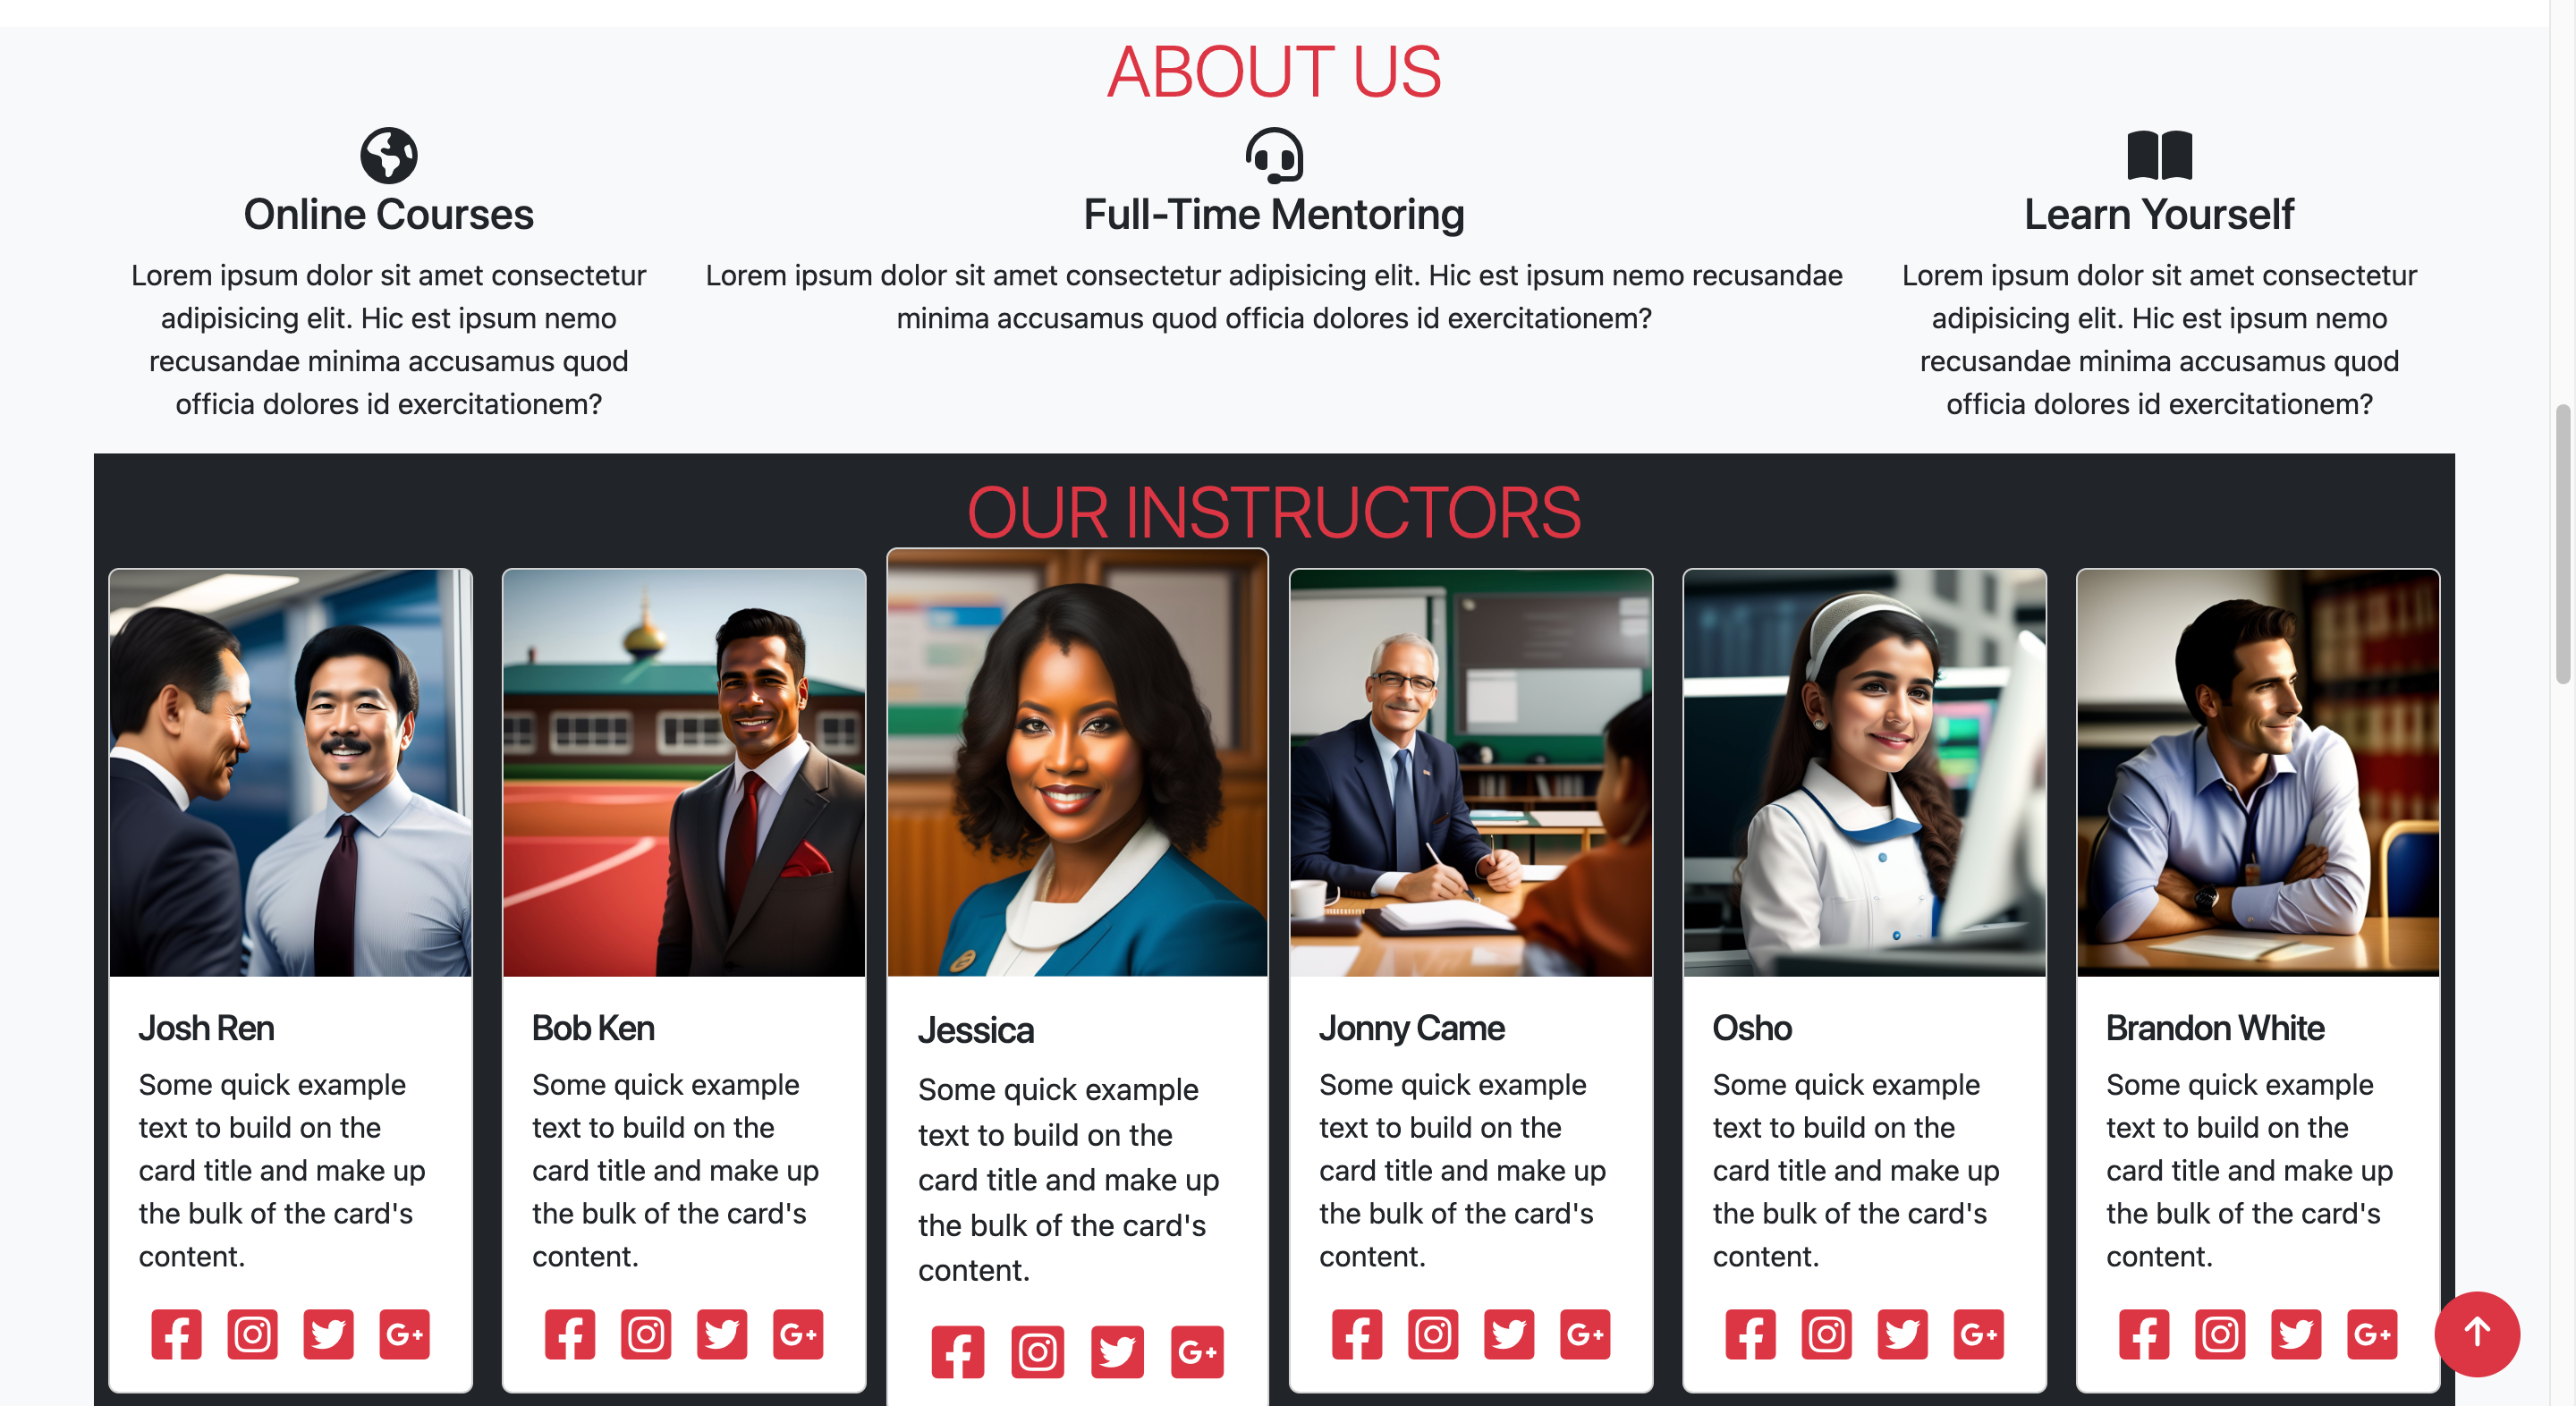 ABOUT US
Online Courses
Lorem ipsum dolor sit amet consectetur
adipisicing elit. Hic est ipsum nemo
recusandae minima accusamus quod
officia dolores id exercitationem?
Full-Time Mentoring
Lorem ipsum dolor sit amet consectetur adipisicing elit. Hic est ipsum nemo recusandae
minima accusamus quod officia dolores id exercitationem?
Learn Yourself
Lorem ipsum dolor sit amet consectetur
adipisicing elit. Hic est ipsum nemo
recusandae minima accusamus quod
officia dolores id exercitationem?
OUR INSTRUCTORS
Josh Ren
Some quick example
text to build on the
card title and make up
the bulk of the card's
content.
Bob Ken
Some quick example
text to build on the
card title and make up
the bulk of the card's
content.
Jessica
Some quick example
text to build on the
card title and make up
the bulk of the card's
content.
Jonny Came
Some quick example
text to build on the
card title and make up
the bulk of the card's
content.
Osho
Some quick example
text to build on the
card title and make up
the bulk of the card's
content.
Brandon White
Some quick example
text to build on the
card title and make up
the bulk of the card's
content.